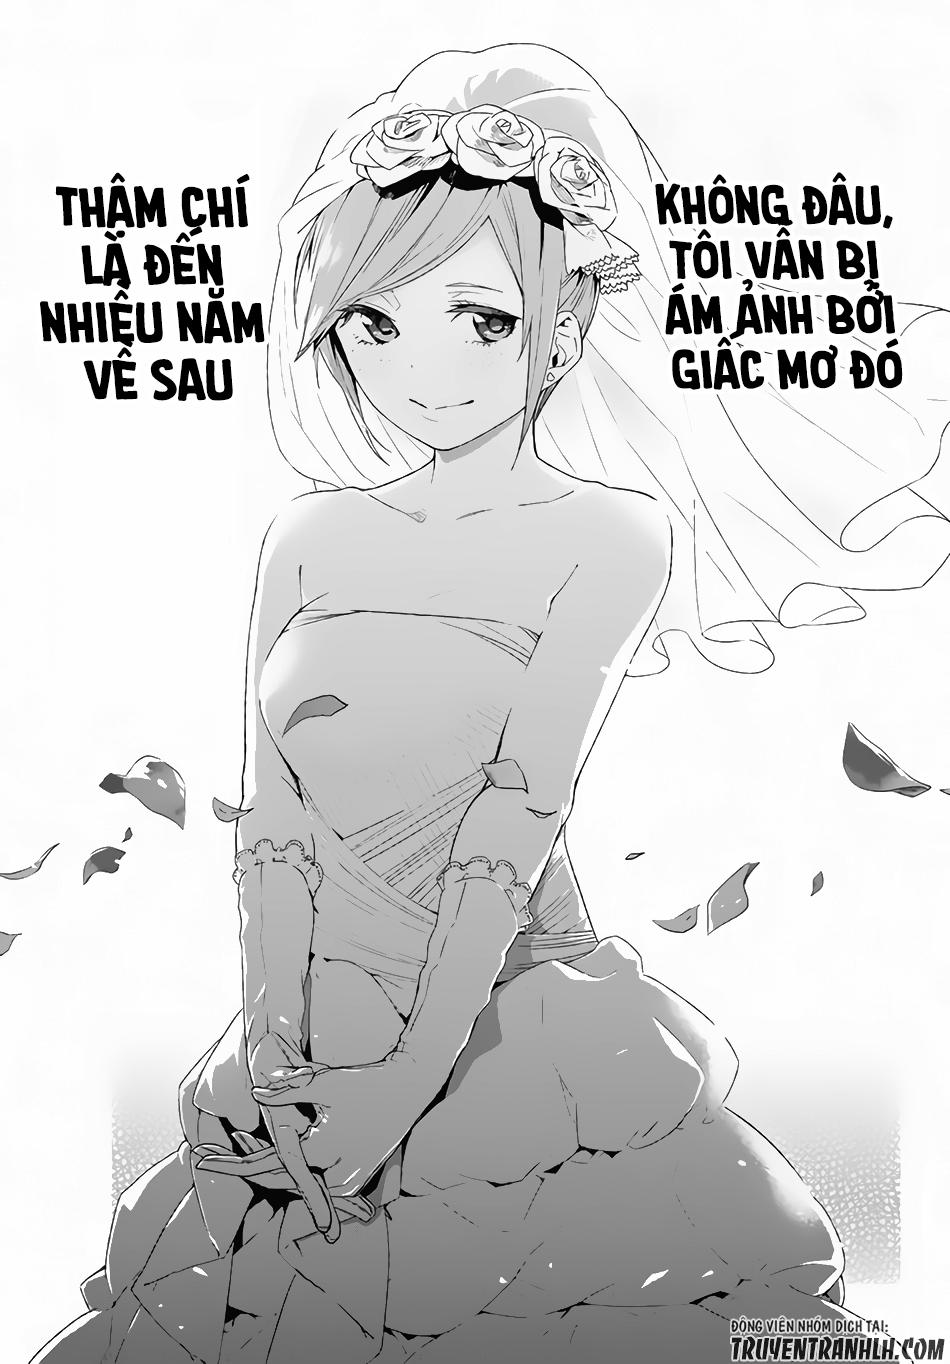 KHÔNG ĐÂU,
TÔI VẪN BỊ
ÁM ẢNH BỞI
GIẤC MƠ ĐÓ
THẬM CHÍ
LÀ ĐẾN
NHIỀU NĂM
VỀ SAU
ĐỘNG VIÊN NHÓM DỊCH TẠI:
TRUYENTRANHLH.COM